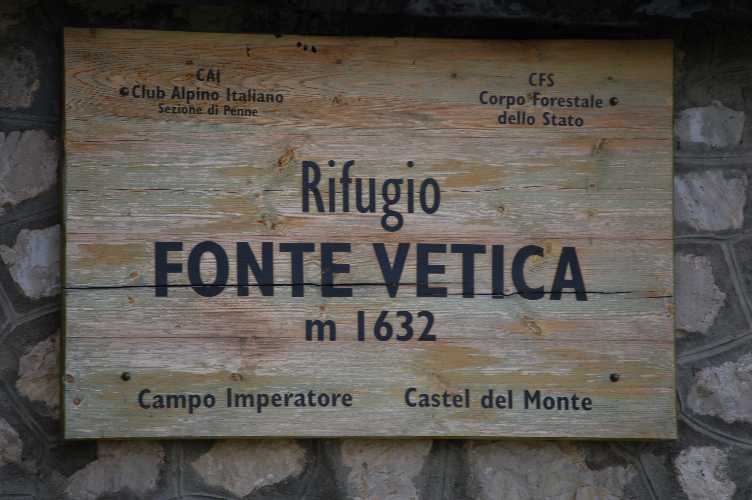 CAI
Club Alpino Italiano
Sezione di Penne
CFS
Corpo Forestale
dello Stato
Rifugio
FONTE VETICA
m 1632
Campo Imperatore Castel del Monte